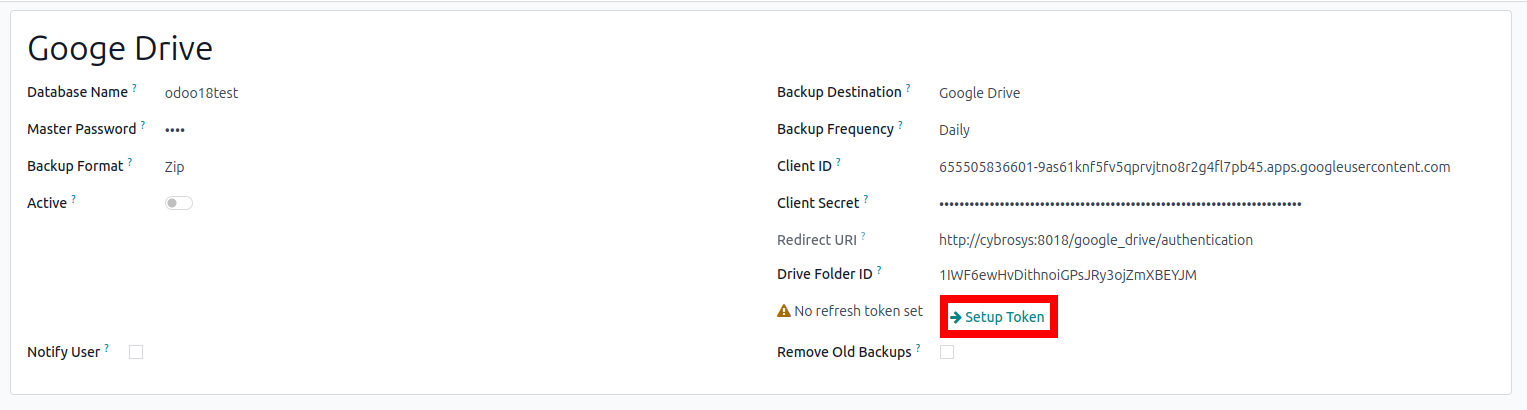 Googe Drive
Database Name ? odoo18test
Master Password ? ••••
Backup Format ? Zip
Active ?
Notify User ?
Backup Destination ? Google Drive
Backup Frequency ? Daily
Client ID ? 655505836601-9as61knf5fv5qprvjtno8r2g4fl7pb45.apps.googleusercontent.com
Client Secret ? ••••••••••••••••••••••••••••••••••••••••••••••••••••••••••••••••••••••
Redirect URI ? http://cybrosys:8018/google_drive/authentication
Drive Folder ID ? 1IWF6ewHvDithnoiGPsJRy3ojZmXBEYJM
No refresh token set Setup Token
Remove Old Backups ?